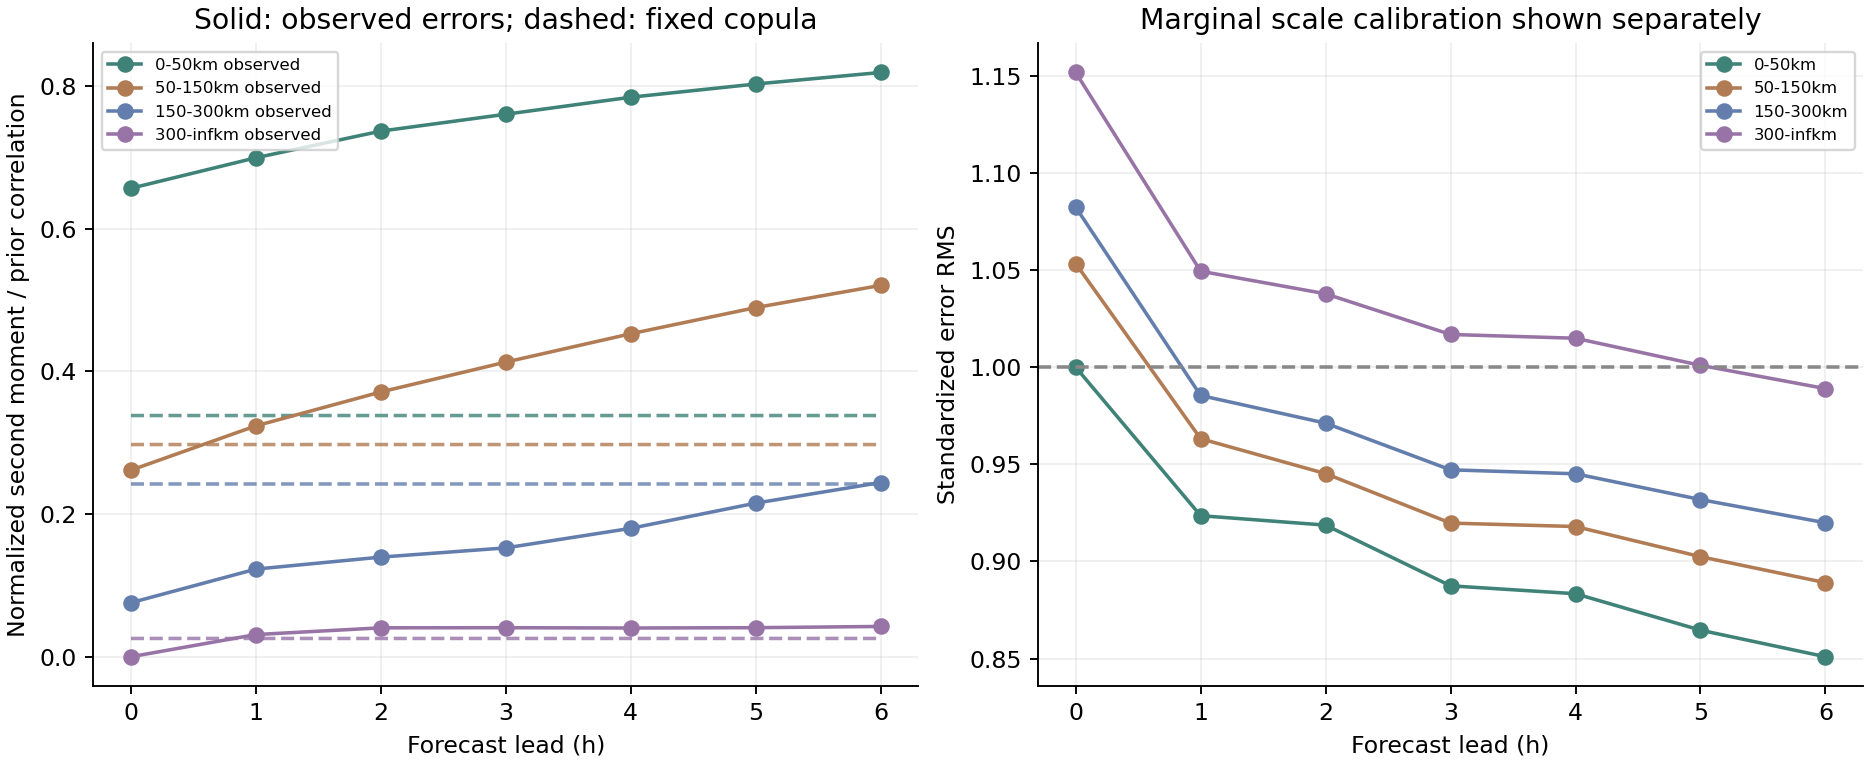 Solid: observed errors; dashed: fixed copula
0-50km observed
50-150km observed
150-300km observed
300-infkm observed
Normalized second moment / prior correlation
0.8
0.6
0.4
0.2
0.0
0 1 2 3 4 5 6
Forecast lead (h)
Marginal scale calibration shown separately
0-50km
50-150km
150-300km
300-infkm
Standardized error RMS
1.15
1.10
1.05
1.00
0.95
0.90
0.85
0 1 2 3 4 5 6
Forecast lead (h)